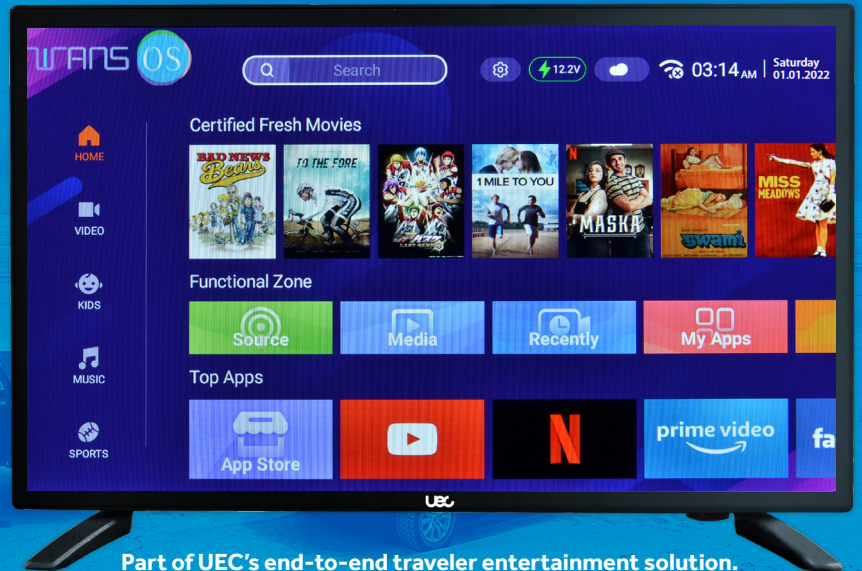 TRANS OS
Search
12.2V
03:14 AM
Saturday
01.01.2022
HOME
VIDEO
KIDS
MUSIC
SPORTS
Certified Fresh Movies
BAD NEWS
Bears
TO THE FORE
LAST GAME
1 MILE TO YOU
N
MASKA
swami
MISS
MEADOWS
Functional Zone
Source
Media
Recently
My Apps
Top Apps
App Store
N
prime video
fa
UEC
Part of UEC's end-to-end traveler entertainment solution.